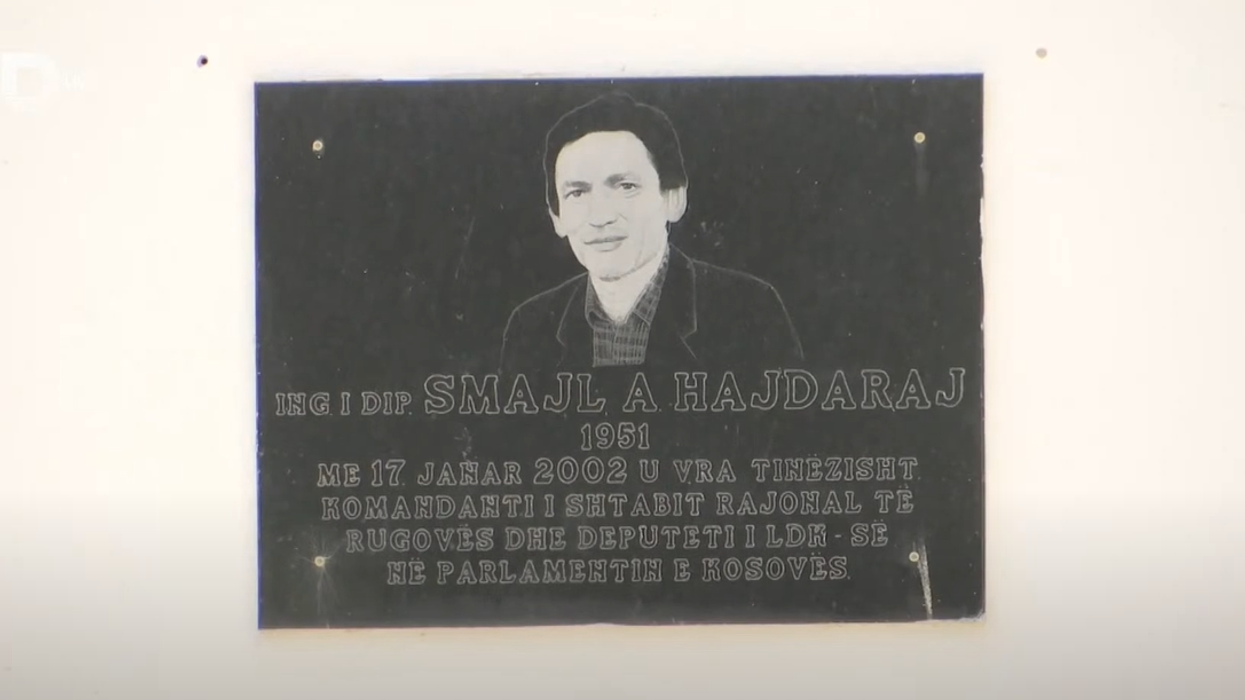 ING. I DIP. SMAJL A. HAJDARAJ
1951
ME 17. JANAR 2002 U VRA TINËZISHT
KOMANDANTI I SHTABIT RAJONAL TË
RUGOVËS DHE DEPUTETI I LDK - SË
NË PARLAMENTIN E KOSOVËS.